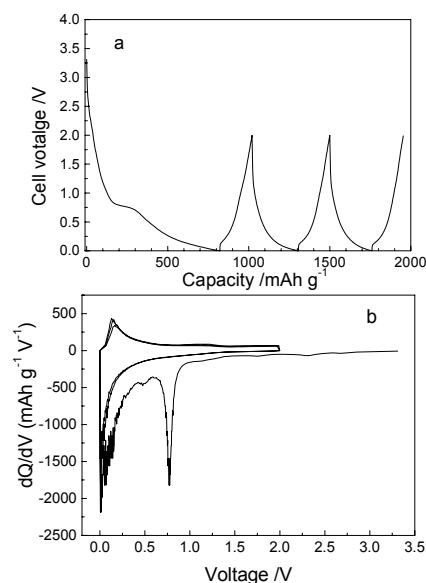 a
4.0
3.5
3.0
2.5
2.0
1.5
1.0
0.5
0.0
Cell votalge /V
0 500 1000 1500 2000
Capacity /mAh g-1
b
500
0
-500
-1000
-1500
-2000
-2500
dQ/dV (mAh g-1 V-1)
0.0 0.5 1.0 1.5 2.0 2.5 3.0 3.5
Voltage /V